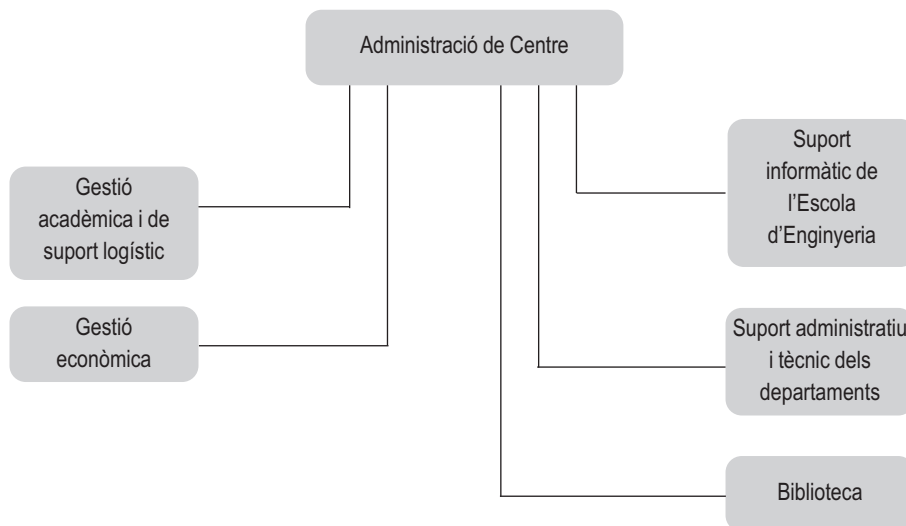 Administració de Centre
Gestió
acadèmica i de
suport logístic
Gestió
econòmica
Suport
informàtic de
l’Escola
d’Enginyeria
Suport administratiu
i tècnic dels
departaments
Biblioteca